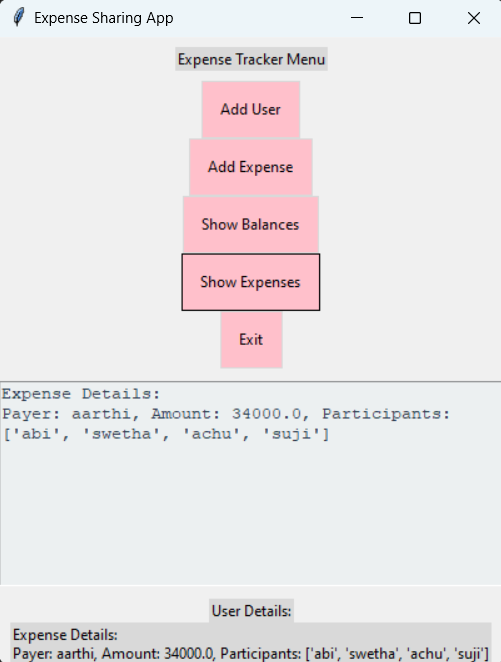 Expense Sharing App
Expense Tracker Menu
Add User
Add Expense
Show Balances
Show Expenses
Exit
Expense Details:
Payer: aarthi, Amount: 34000.0, Participants:
['abi', 'swetha', 'achu', 'suji']
User Details:
Expense Details:
Payer: aarthi, Amount: 34000.0, Participants: ['abi', 'swetha', 'achu', 'suji']